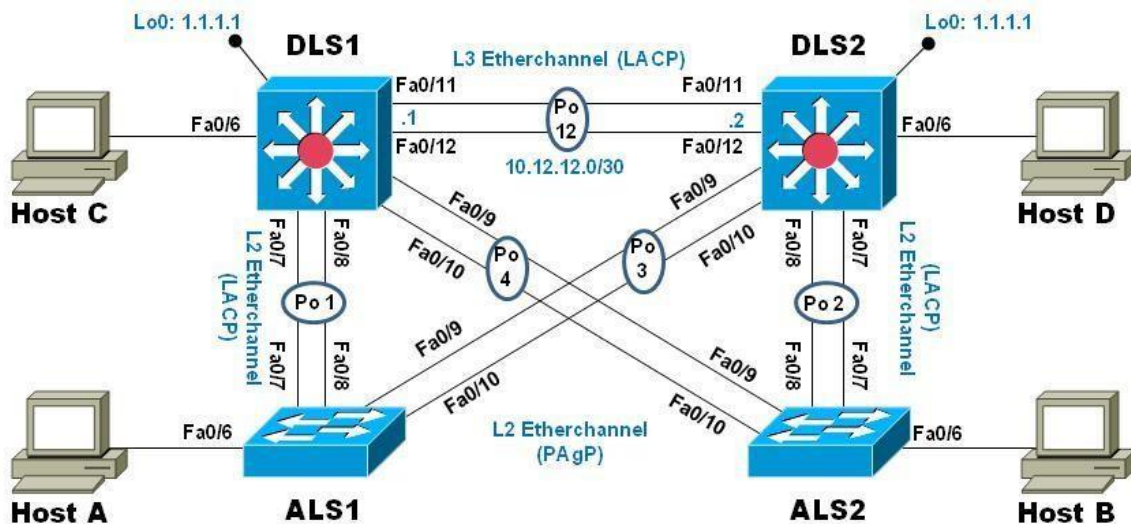 Lo0: 1.1.1.1
Lo0: 1.1.1.1
DLS1
DLS2
L3 Etherchannel (LACP)
Fa0/11
Fa0/11
Po
12
Fa0/6
.1
.2
Fa0/6
Fa0/12
Fa0/12
10.12.12.0/30
Host C
Host D
Fa0/9
Fa0/9
Fa0/7
Fa0/8
Fa0/10
Fa0/10
Fa0/8
Fa0/7
Po
4
Po
3
L2 Etherchannel
(LACP)
Po 1
Po 2
L2 Etherchannel
(LACP)
Fa0/7
Fa0/8
Fa0/9
Fa0/10
Fa0/9
Fa0/10
Fa0/8
Fa0/7
Fa0/6
L2 Etherchannel
(PAgP)
Fa0/6
Host A
ALS1
ALS2
Host B